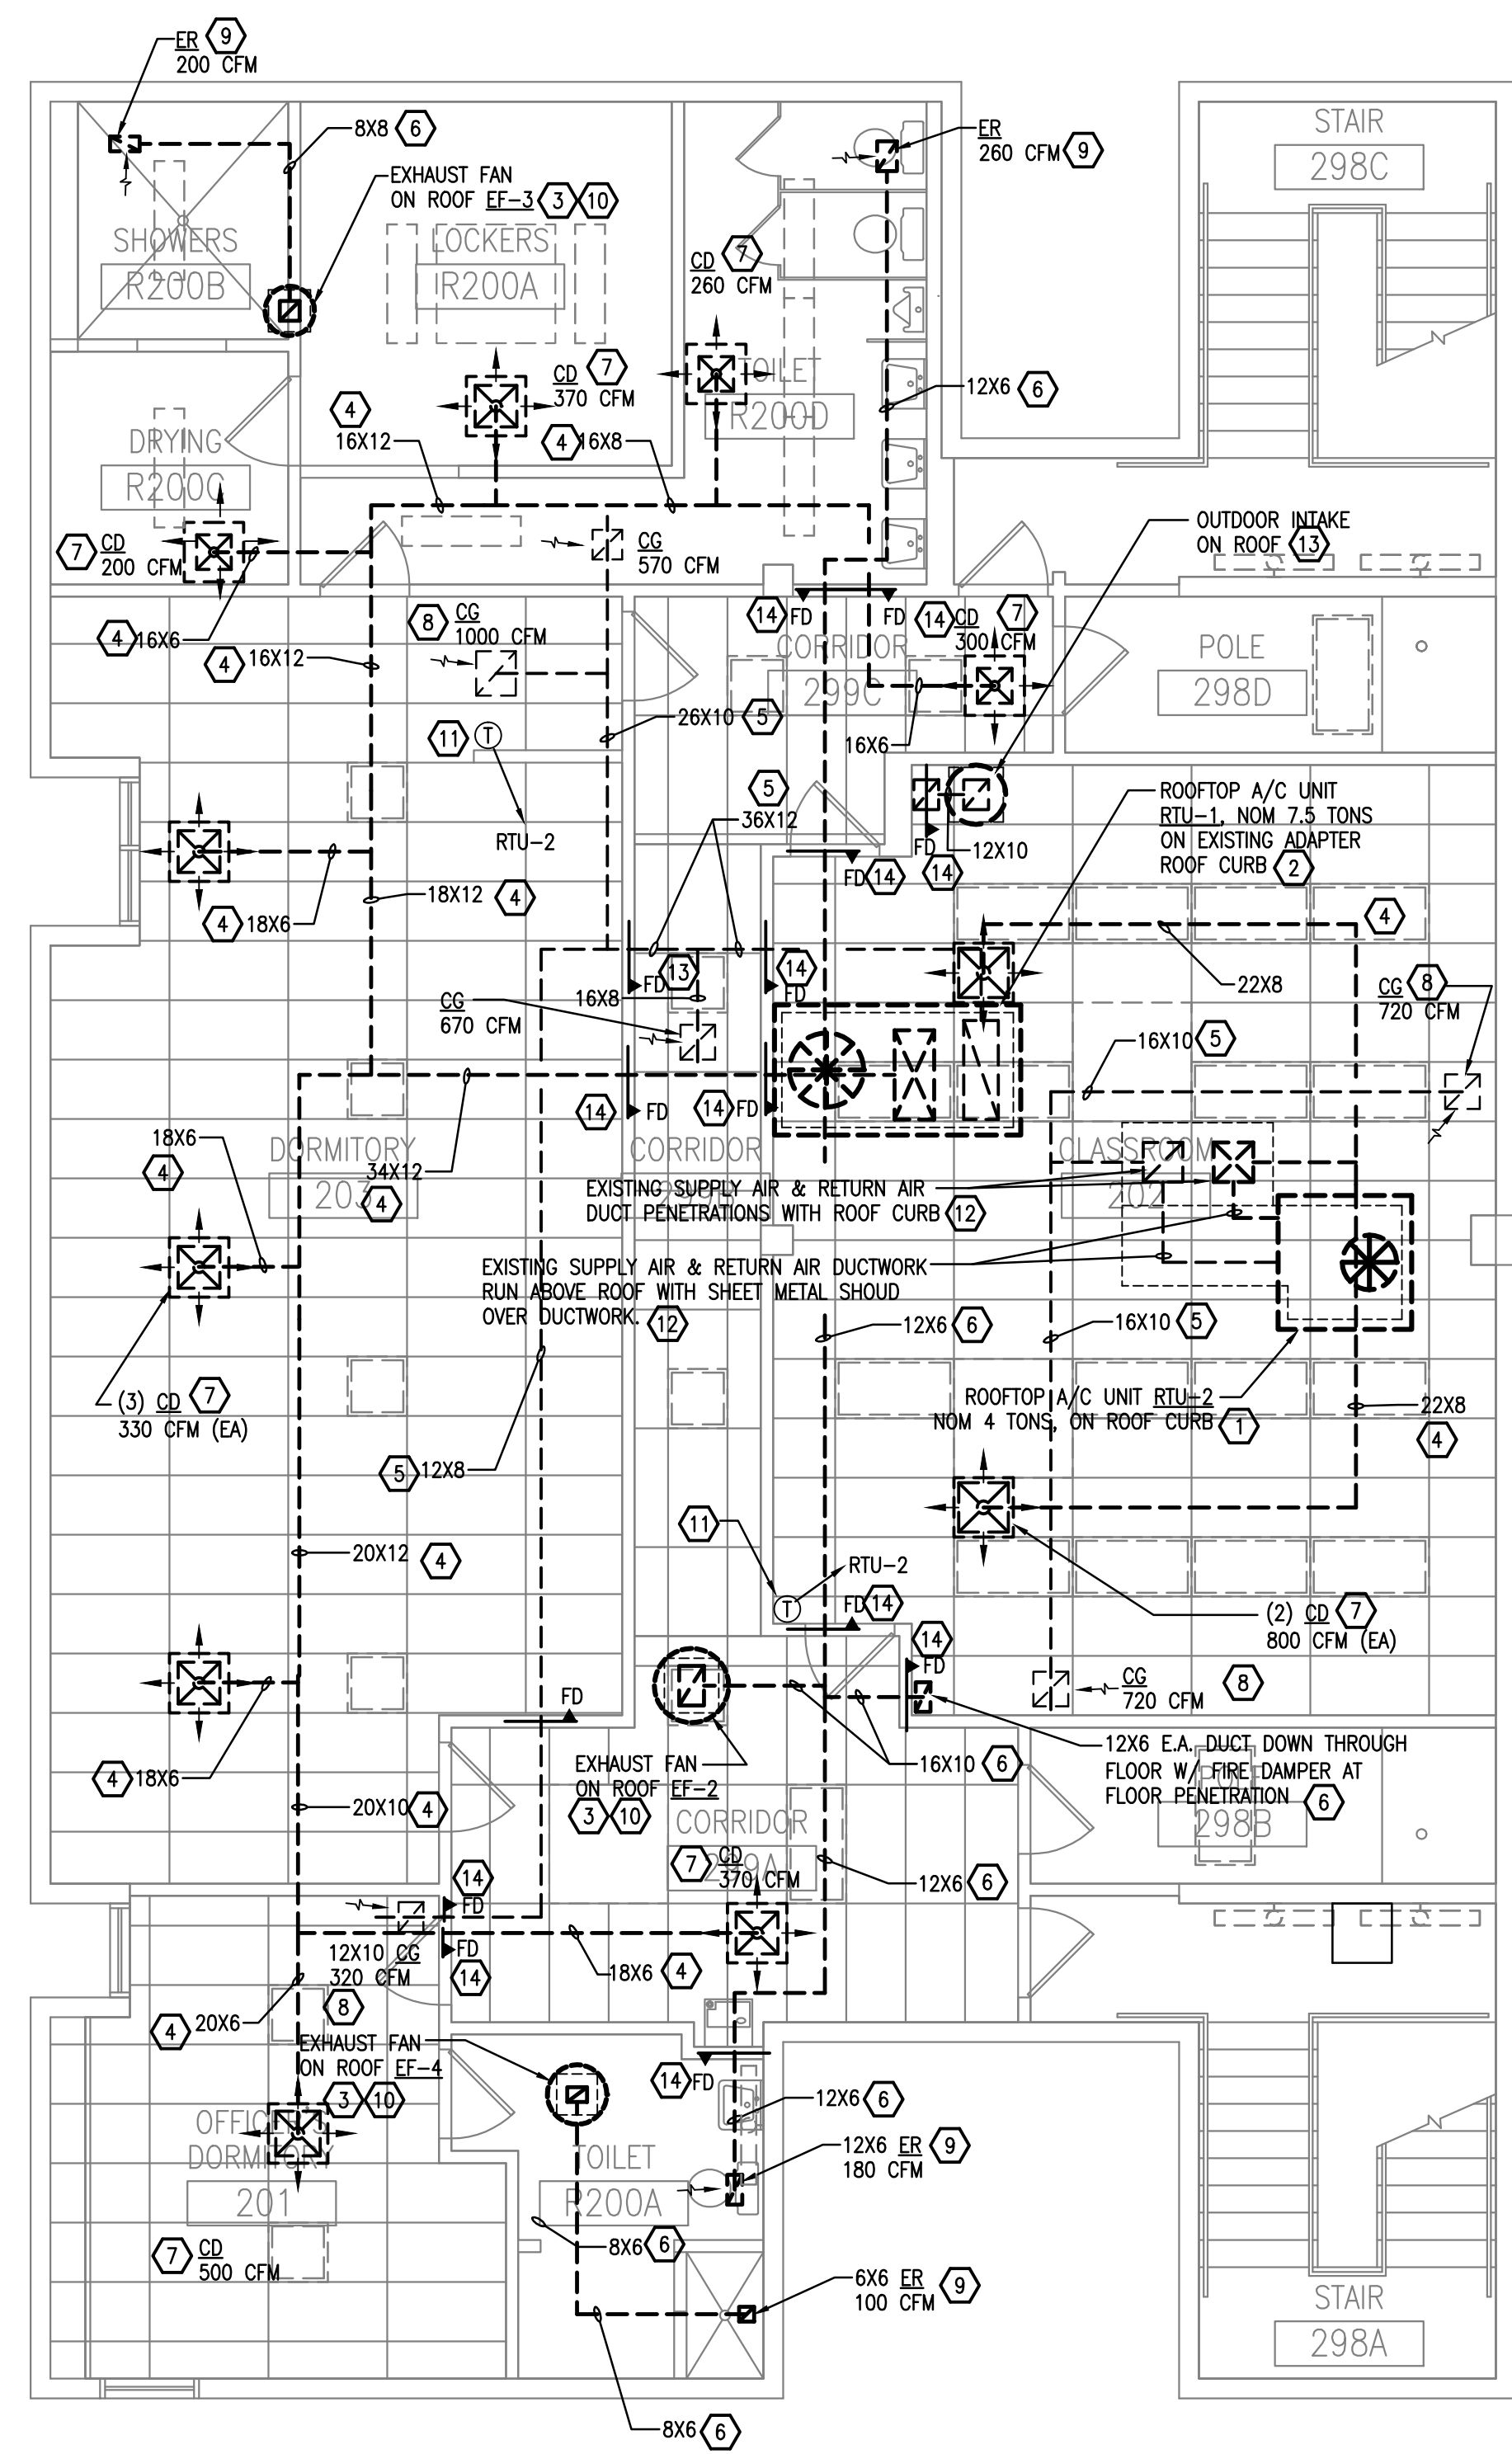 ER 9
200 CFM
8X8 6
EXHAUST FAN
ON ROOF EF-3 3 10
ER
260 CFM 9
STAIR
298C
SHOWERS
R200B
LOCKERS
R200A
CD 7
260 CFM
CD 7
370 CFM
TOILET
R200D
12X6 6
4
16X12
4 16X8
DRYING
R200C
7 CD
200 CFM
CG
570 CFM
OUTDOOR INTAKE
ON ROOF 13
4 16X6
4 16X12
8 CG
1000 CFM
14 FD
FD 14
CD 7
300 CFM
CORRIDOR
299C
POLE
298D
11 T
RTU-2
26X10 5
16X6
5
36X12
FD
12X10
14
FD 14
ROOFTOP A/C UNIT
RTU-1, NOM 7.5 TONS
ON EXISTING ADAPTER
ROOF CURB 2
18X12 4
4 18X6
4
22X8
CG 8
720 CFM
13
FD
14
FD
16X8
CG
670 CFM
16X10 5
14 FD
14 FD
18X6
4
DORMITORY
203
34X12
4
CORRIDOR
CLASSROOM
202
EXISTING SUPPLY AIR & RETURN AIR
DUCT PENETRATIONS WITH ROOF CURB 12
EXISTING SUPPLY AIR & RETURN AIR DUCTWORK
RUN ABOVE ROOF WITH SHEET METAL SHOUD
OVER DUCTWORK. 12
12X6 6
16X10 5
(3) CD 7
330 CFM (EA)
ROOFTOP A/C UNIT RTU-2
NOM 4 TONS, ON ROOF CURB 1
22X8
4
5 12X8
20X12 4
11
T
RTU-2
FD 14
(2) CD 7
800 CFM (EA)
14
FD
CG
720 CFM
8
FD
4 18X6
EXHAUST FAN
ON ROOF EF-2
3 10
16X10 6
12X6 E.A. DUCT DOWN THROUGH
FLOOR W/ FIRE DAMPER AT
FLOOR PENETRATION 6
POLE
298B
20X10 4
CORRIDOR
299A
7 CD
370 CFM
12X6 6
14
FD
FD
14
12X10 CG
320 CFM
8
18X6 4
4 20X6
EXHAUST FAN
ON ROOF EF-4
3 10
14 FD
12X6 6
OFFICERS
DORMITORY
201
12X6 ER 9
180 CFM
TOILET
R200A
7 CD
500 CFM
8X6 6
6X6 ER
100 CFM 9
STAIR
298A
8X6 6